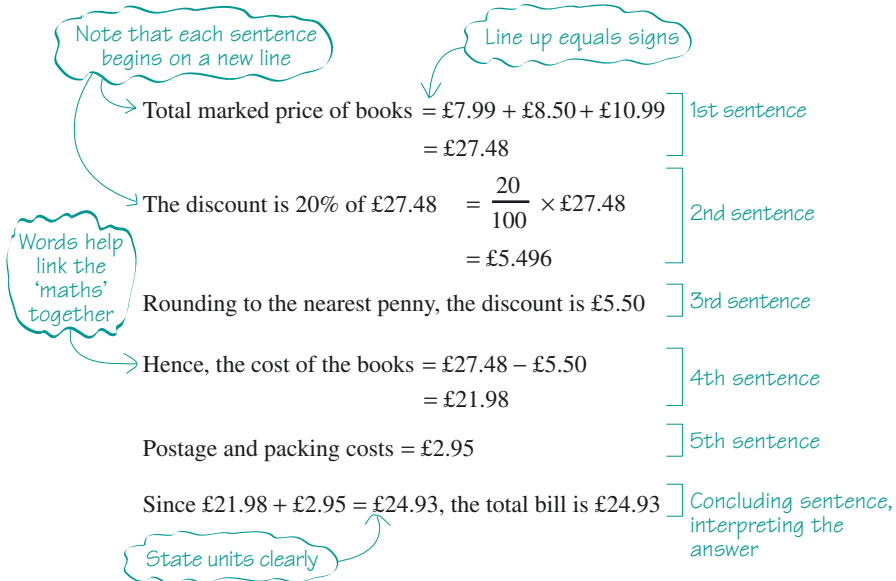 Note that each sentence
begins on a new line
Line up equals signs
Total marked price of books = £7.99 + £8.50 + £10.99
= £27.48
1st sentence
The discount is 20% of £27.48 = 20/100 × £27.48
= £5.496
2nd sentence
Words help
link the
‘maths’
together
Rounding to the nearest penny, the discount is £5.50
3rd sentence
Hence, the cost of the books = £27.48 − £5.50
= £21.98
4th sentence
Postage and packing costs = £2.95
5th sentence
Since £21.98 + £2.95 = £24.93, the total bill is £24.93
Concluding sentence,
interpreting the
answer
State units clearly